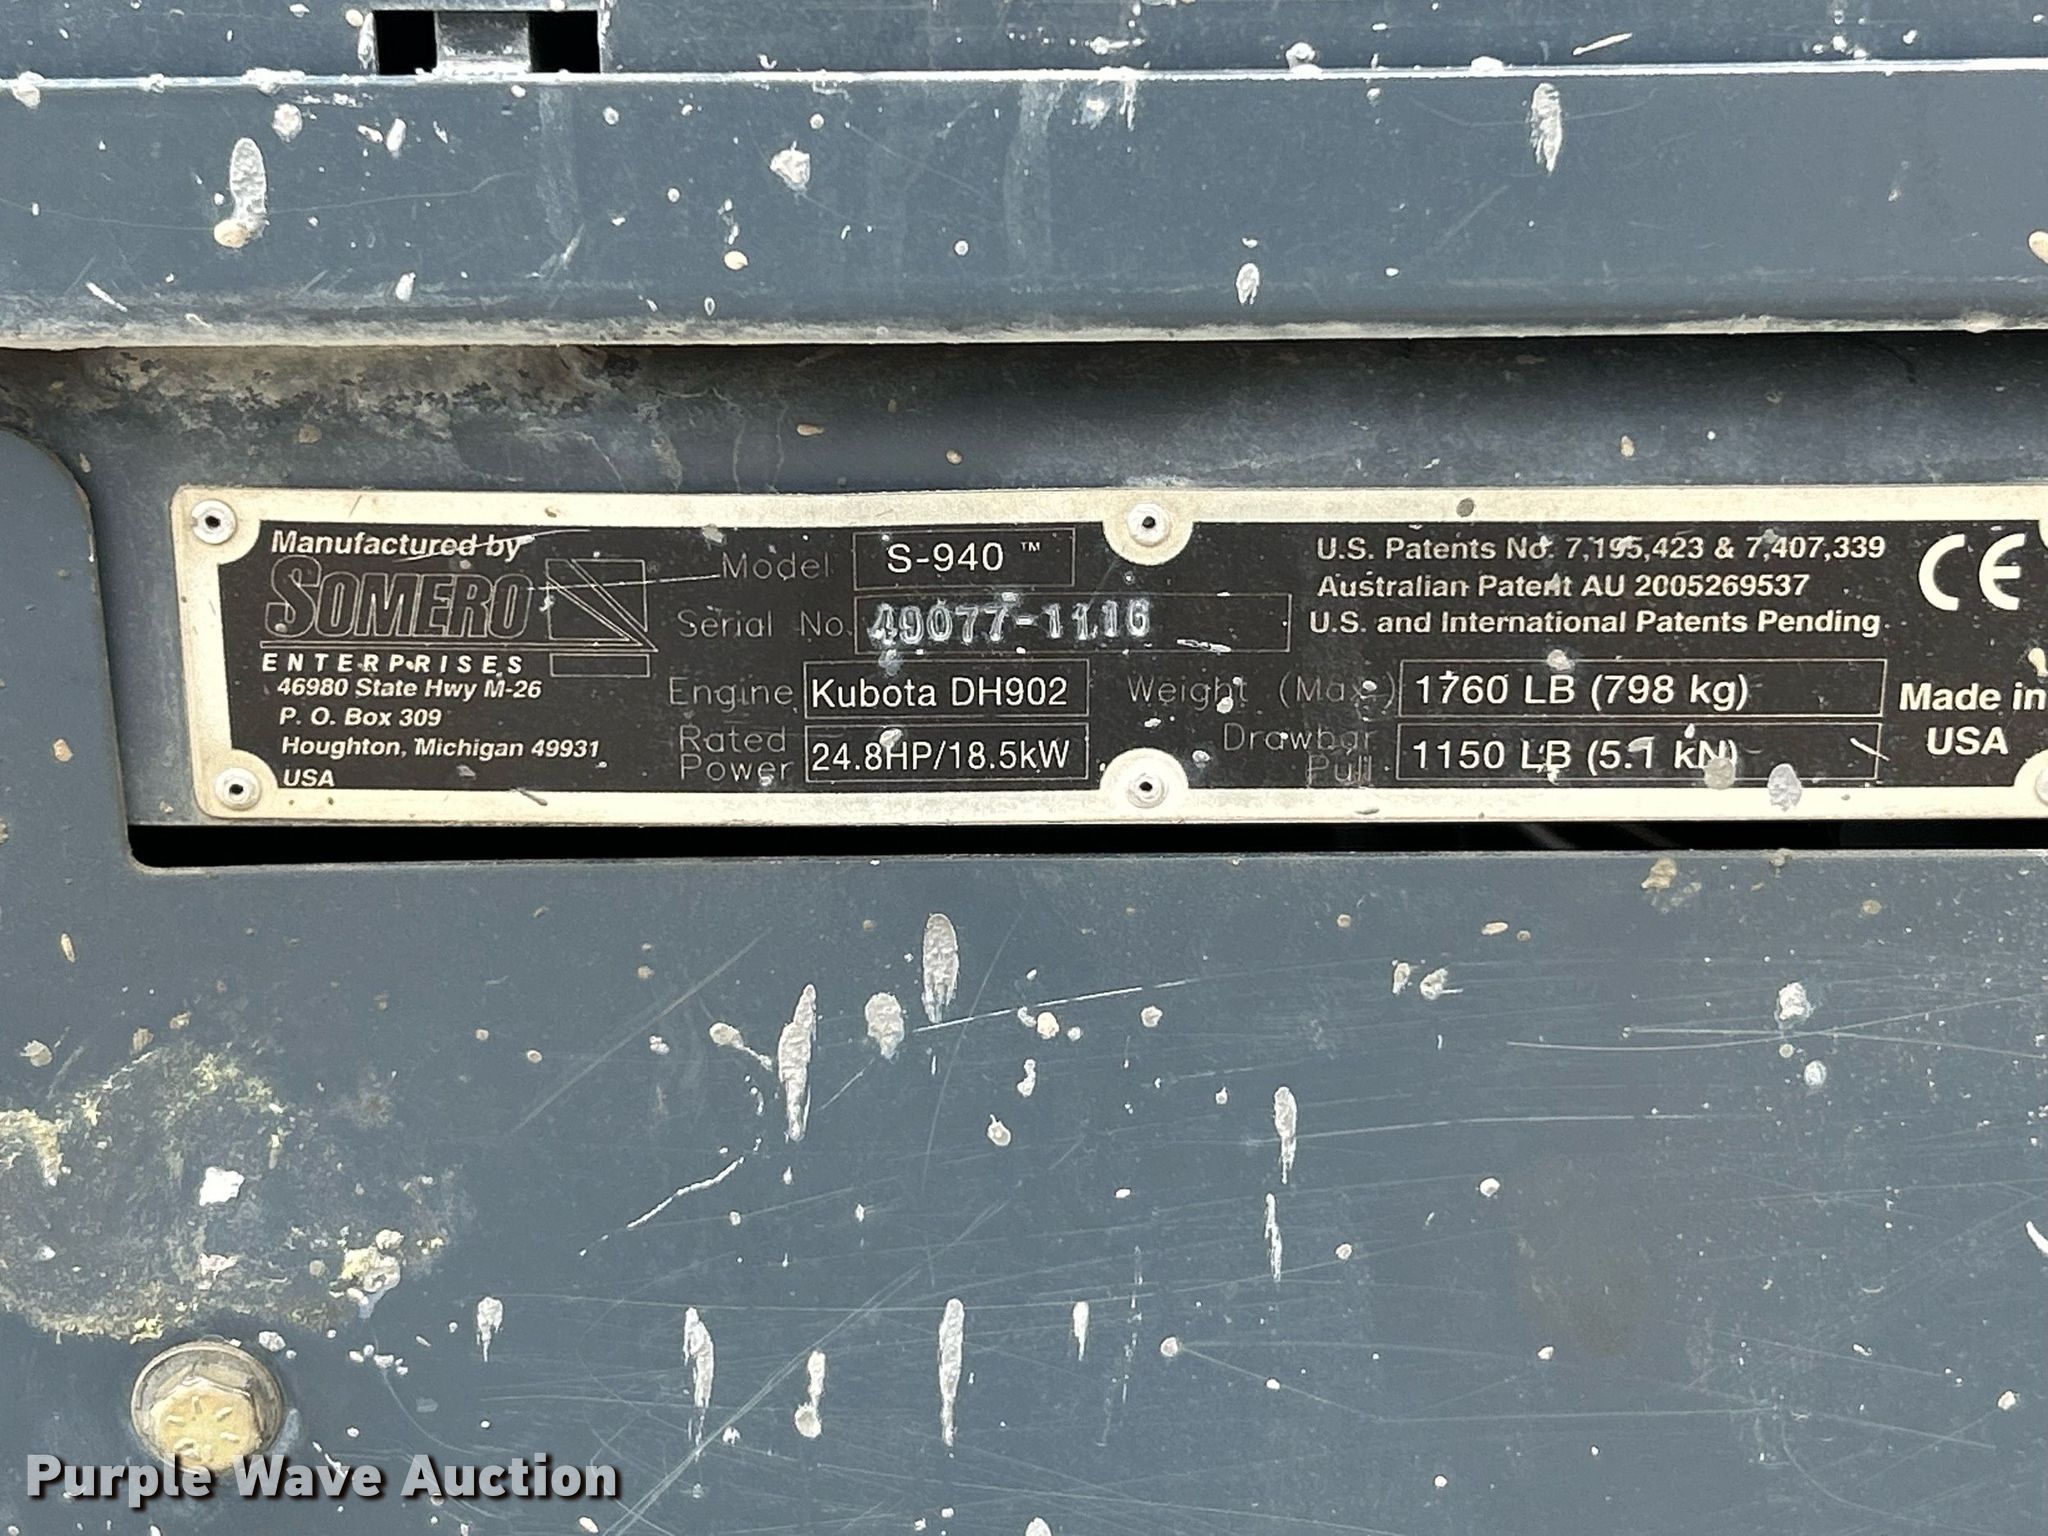 Manufactured by
SOMERO
ENTERPRISES
46980 State Hwy M-26
P. O. Box 309
Houghton, Michigan 49931
USA
Model S-940 ™
Serial No. 49077-1116
Engine Kubota DH902
Rated Power 24.8HP/18.5kW
U.S. Patents No. 7,195,423 & 7,407,339
Australian Patent AU 2005269537
U.S. and International Patents Pending
CE
Weight (Max.) 1760 LB (798 kg)
Drawbar Pull 1150 LB (5.1 kN)
Made in
USA
Purple Wave Auction